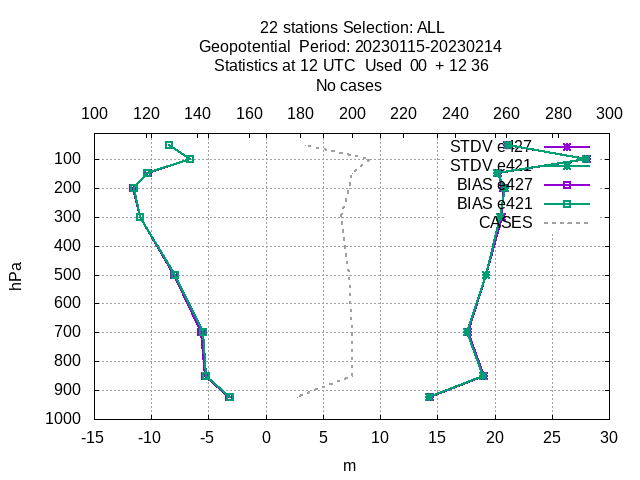 22 stations Selection: ALL
Geopotential  Period: 20230115-20230214
Statistics at 12 UTC  Used  00  + 12 36
No cases
100 120 140 160 180 200 220 240 260 280 300
STDV e427
STDV e421
BIAS e427
BIAS e421
CASES
100
200
300
400
500
600
700
800
900
1000
hPa
-15 -10 -5 0 5 10 15 20 25 30
m